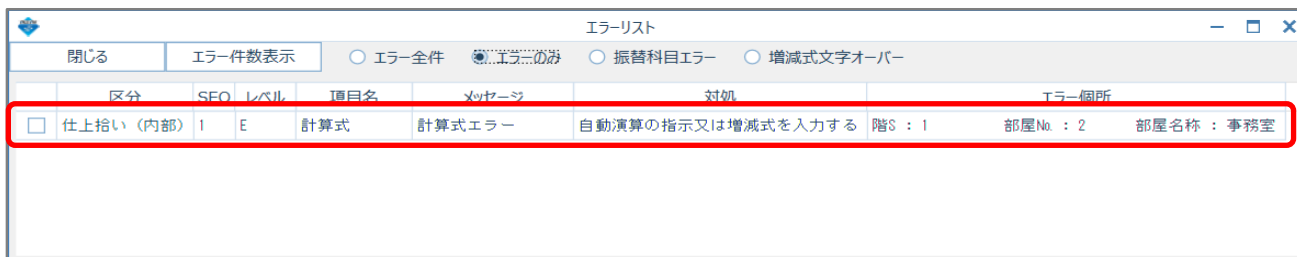 エラーリスト
閉じる エラー件数表示 エラー全件 エラーのみ 振替科目エラー 増減式文字オーバー
区分 SEQ レベル 項目名 メッセージ 対処 エラー個所
仕上拾い（内部） 1 E 計算式 計算式エラー 自動演算の指示又は増減式を入力する 階S : 1 部屋№ : 2 部屋名称 : 事務室